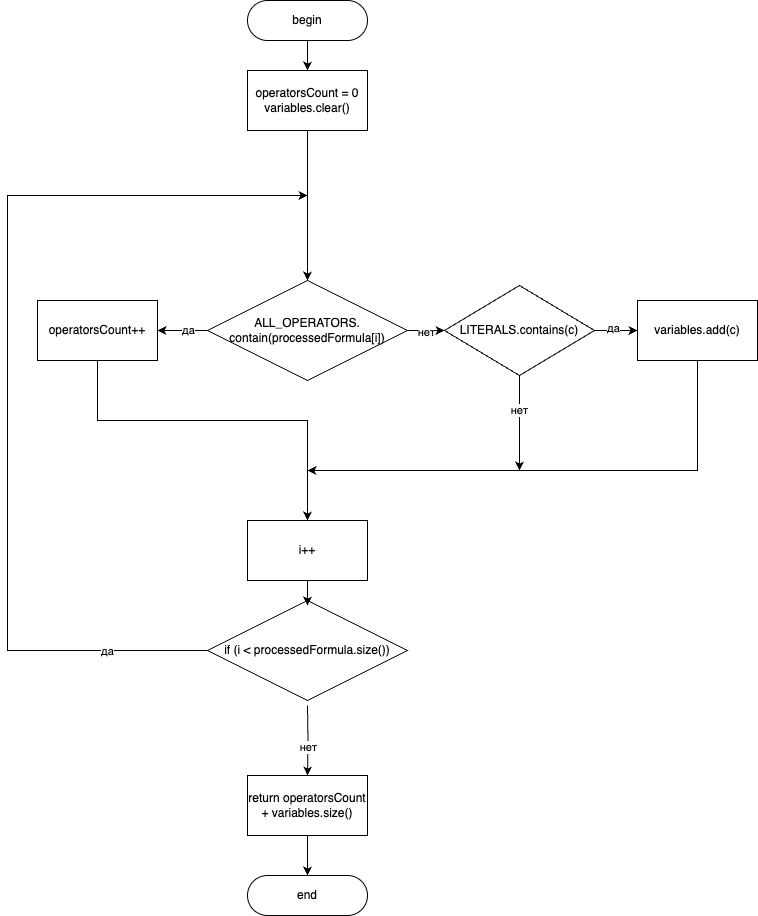 begin
operatorsCount = 0
variables.clear()
ALL_OPERATORS.
contain(processedFormula[i])
да
operatorsCount++
нет
LITERALS.contains(c)
да
variables.add(c)
нет
i++
if (i < processedFormula.size())
да
нет
return operatorsCount
+ variables.size()
end